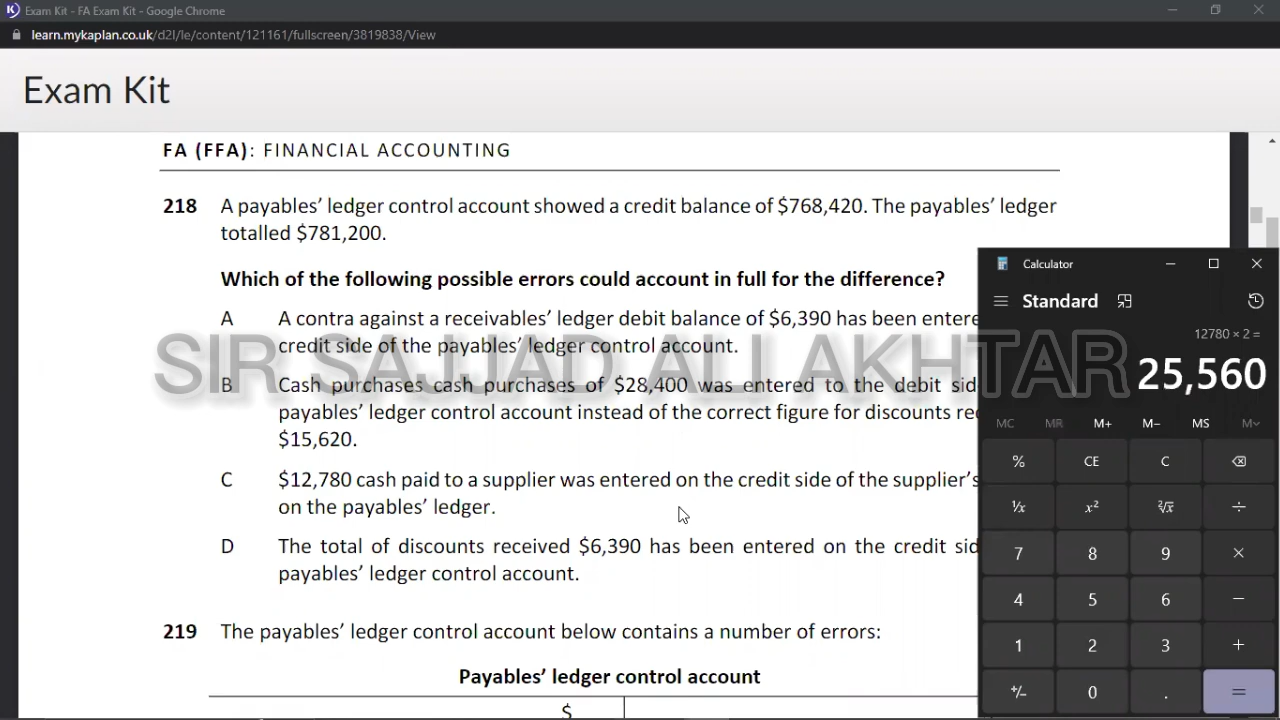 Exam Kit - FA Exam Kit - Google Chrome
learn.mykaplan.co.uk/d2l/le/content/121161/fullscreen/3819838/View
Exam Kit
FA (FFA): FINANCIAL ACCOUNTING
218 A payables’ ledger control account showed a credit balance of $768,420. The payables’ ledger
totalled $781,200.
Which of the following possible errors could account in full for the difference?
A A contra against a receivables’ ledger debit balance of $6,390 has been entere
credit side of the payables’ ledger control account.
SIR SAJJAD ALI AKHTAR
B Cash purchases cash purchases of $28,400 was entered to the debit sid
payables’ ledger control account instead of the correct figure for discounts re
$15,620.
C $12,780 cash paid to a supplier was entered on the credit side of the supplier’s
on the payables’ ledger.
D The total of discounts received $6,390 has been entered on the credit sid
payables’ ledger control account.
219 The payables’ ledger control account below contains a number of errors:
Payables’ ledger control account
$
Calculator
Standard
12780 × 2 =
25,560
MC MR M+ M− MS M
% CE C
¹/x x² ²√x ÷
7 8 9 ×
4 5 6 −
1 2 3 +
+/− 0 . =